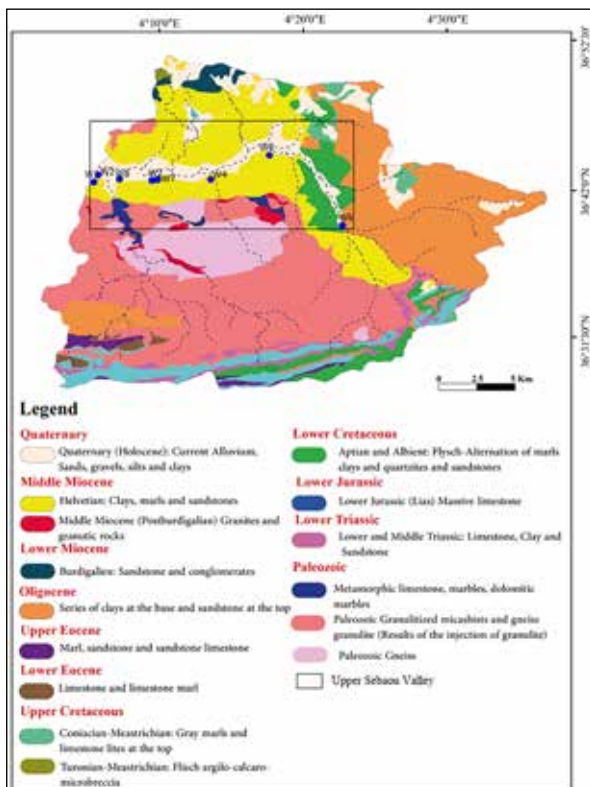 4°10'0"E 4°20'0"E 4°30'0"E
36°52'30"
36°42'0"N
36°31'30"N
W4
W8
0 2.5 5 Km
Legend
Quaternary
Quaternary (Holocene): Current Alluvium,
Sands, gravels, silts and clays
Middle Miocene
Helvetian: Clays, marls and sandstones
Middle Miocene (Postburdigalian) Granites and
granutic rocks
Lower Miocene
Burdigalien: Sandstone and conglomerates
Oligocene
Series of clays at the base and sandstone at the top
Upper Eocene
Marl, sandstone and sandstone limestone
Lower Eocene
Limestone and limestone marl
Upper Cretaceous
Coniacian-Meastrichian: Gray marls and
limestone lites at the top
Turonian-Meastrichian: Flisch argilo-calcaro-
microbreccia
Lower Cretaceous
Aptian and Albient: Flysch-Alternation of marls
clays and quartzites and sandstones
Lower Jurassic
Lower Jurassic (Lias) Massive limestone
Lower Triassic
Lower and Middle Triassic: Limestone, Clay and
Sandstone
Paleozoic
Metamorphic limestone, marbles, dolomitic
marbles
Paleozoic Granulitized micashists and gneiss
granulite (Results of the injection of granulite)
Paleozoic Gneiss
Upper Sebaou Valley